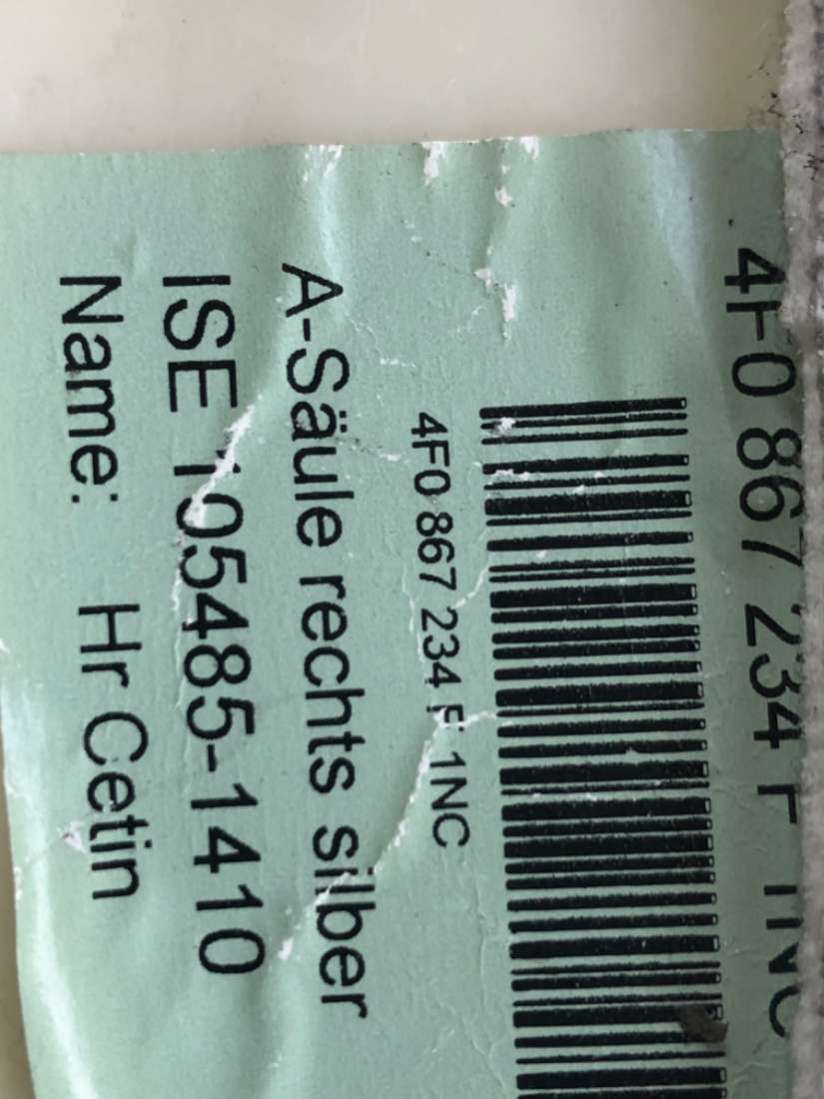 4F0 867 234 F 1NC
4F0 867 234 F 1NC
A-Säule rechts silber
ISE 105485-1410
Name: Hr Cetin